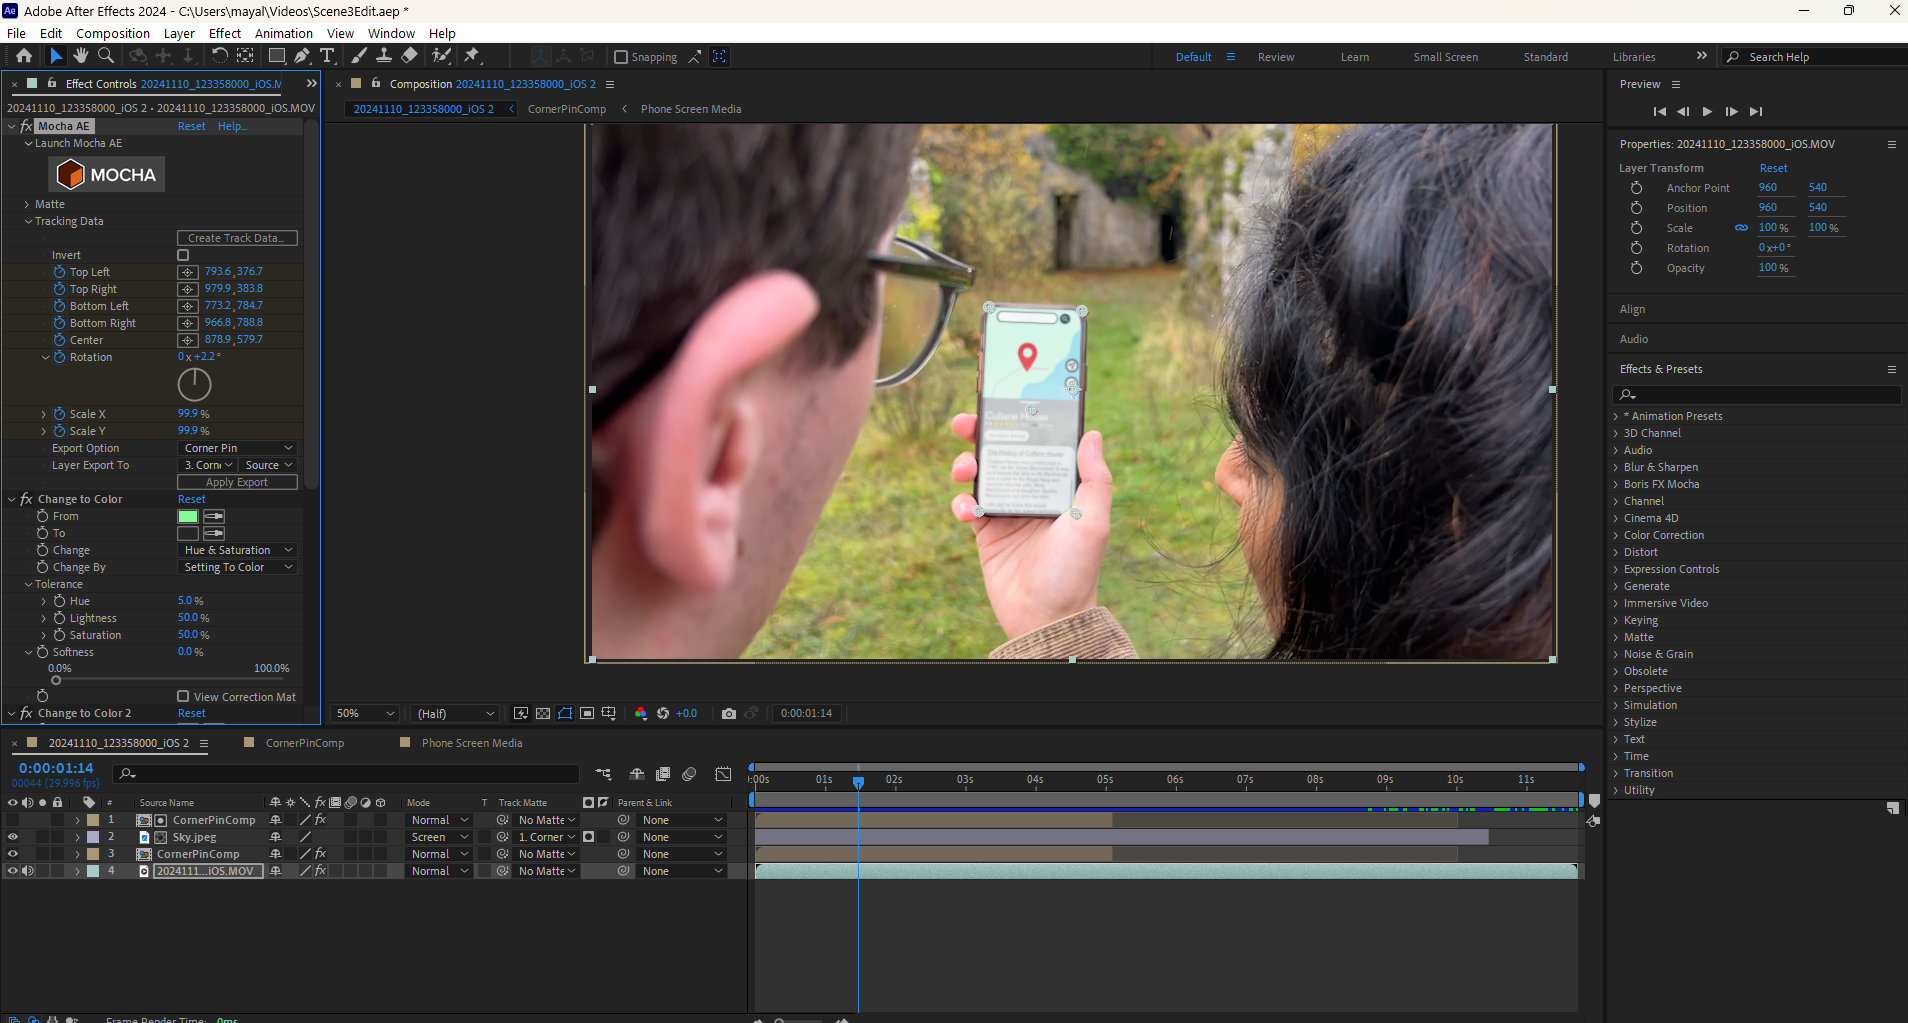 Adobe After Effects 2024 - C:\Users\mayal\Videos\Scene3Edit.aep *
File Edit Composition Layer Effect Animation View Window Help
Snapping
Default Review Learn Small Screen Standard Libraries Search Help
Effect Controls 20241110_123358000_iOS.M
20241110_123358000_iOS 2 • 20241110_123358000_iOS.MOV
fx Mocha AE Reset Help...
Launch Mocha AE
MOCHA
Matte
Tracking Data
Create Track Data...
Invert
Top Left 793.6,376.7
Top Right 979.9,383.8
Bottom Left 773.2,784.7
Bottom Right 966.8,788.8
Center 878.9,579.7
Rotation 0x+2.2°
Scale X 99.9 %
Scale Y 99.9 %
Export Option Corner Pin
Layer Export To 3. Corn Source
Apply Export
fx Change to Color Reset
From
To
Change Hue & Saturation
Change By Setting To Color
Tolerance
Hue 5.0 %
Lightness 50.0 %
Saturation 50.0 %
Softness 0.0 %
0.0% 100.0%
View Correction Mat
fx Change to Color 2 Reset
Composition 20241110_123358000_iOS 2
20241110_123358000_iOS 2 CornerPinComp Phone Screen Media
Cullane House
The History of Cullane House
50% (Half) +0.0 0:00:01:14
Preview
Properties: 20241110_123358000_iOS.MOV
Layer Transform Reset
Anchor Point 960 540
Position 960 540
Scale 100 % 100 %
Rotation 0x+0°
Opacity 100 %
Align
Audio
Effects & Presets
* Animation Presets
3D Channel
Audio
Blur & Sharpen
Boris FX Mocha
Channel
Cinema 4D
Color Correction
Distort
Expression Controls
Generate
Immersive Video
Keying
Matte
Noise & Grain
Obsolete
Perspective
Simulation
Stylize
Text
Time
Transition
Utility
20241110_123358000_iOS 2 CornerPinComp Phone Screen Media
0:00:01:14
00044 (29.996 fps)
):00s 01s 02s 03s 04s 05s 06s 07s 08s 09s 10s 11s
# Source Name fx Mode T Track Matte Parent & Link
1 CornerPinComp fx Normal No Matte None
2 Sky.jpeg Screen 1. Corner None
3 CornerPinComp fx Normal No Matte None
4 2024111...iOS.MOV fx Normal No Matte None
Frame Render Time: 0ms